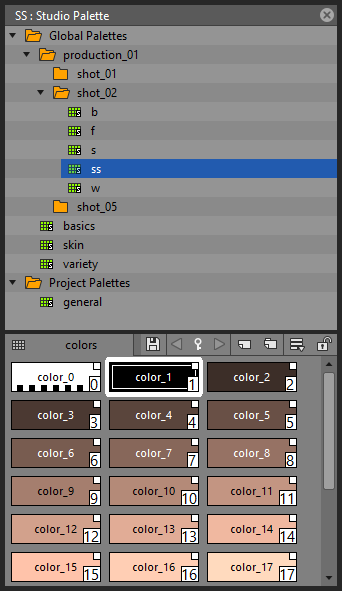 SS : Studio Palette
Global Palettes
production_01
shot_01
shot_02
b
f
s
ss
w
shot_05
basics
skin
variety
Project Palettes
general
colors
color_0 0 color_1 1 color_2 2
color_3 3 color_4 4 color_5 5
color_6 6 color_7 7 color_8 8
color_9 9 color_10 10 color_11 11
color_12 12 color_13 13 color_14 14
color_15 15 color_16 16 color_17 17